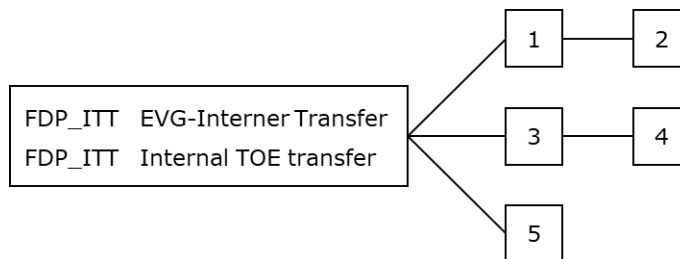 1
2
FDP_ITT EVG-Interner Transfer
FDP_ITT Internal TOE transfer
3
4
5